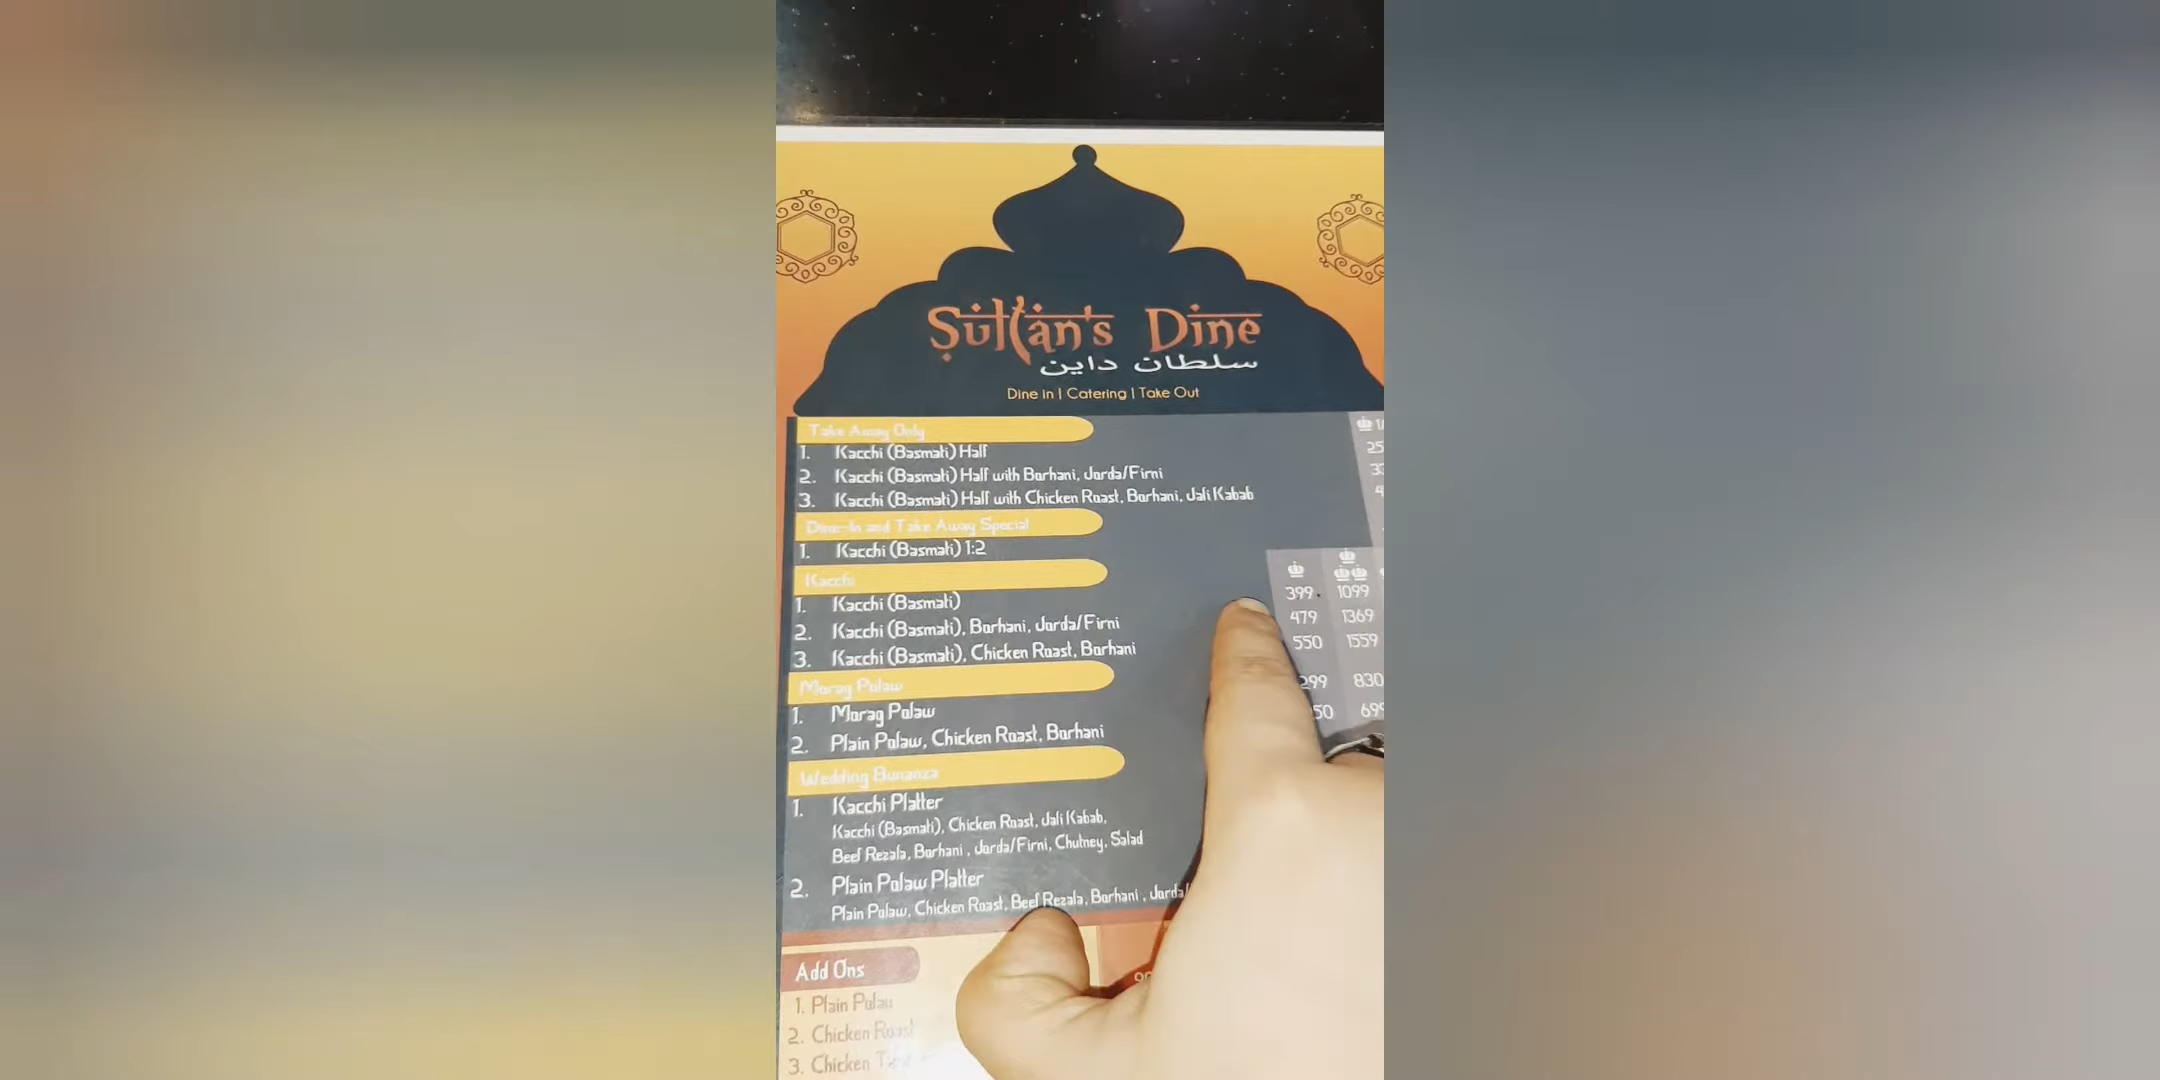 Sultan's Dine
سلطان داين
Dine in | Catering | Take Out
Take Away Only
1. Kacchi (Basmati) Half
2. Kacchi (Basmati) Half with Borhani, Jorda/Firni
3. Kacchi (Basmati) Half with Chicken Roast, Borhani, Jali Kabab
Dine-In and Take Away Special
1. Kacchi (Basmati) 1:2
Kacchi
1. Kacchi (Basmati) 399 1099
2. Kacchi (Basmati), Borhani, Jorda/Firni 479 1369
3. Kacchi (Basmati), Chicken Roast, Borhani 550 1559
Morag Polaw
1. Morag Polaw 299 830
2. Plain Polaw, Chicken Roast, Borhani
Wedding Bonanza
1. Kacchi Platter
Kacchi (Basmati), Chicken Roast, Jali Kabab,
Beef Rezala, Borhani , Jorda/Firni, Chutney, Salad
2. Plain Polaw Platter
Plain Polaw, Chicken Roast, Beef Rezala, Borhani , Jorda/
Add Ons
1. Plain Polau
2. Chicken Roast
3. Chicken